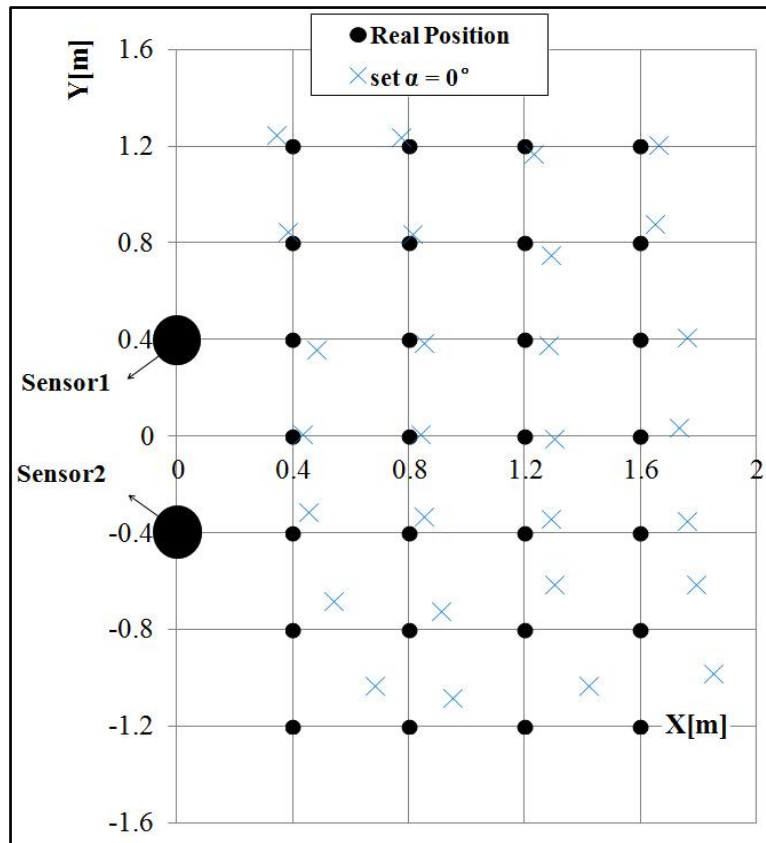 Real Position
set α = 0°
Y[m]
1.6
1.2
0.8
0.4
Sensor1
0
0 0.4 0.8 1.2 1.6 2
Sensor2
-0.4
-0.8
-1.2
X[m]
-1.6